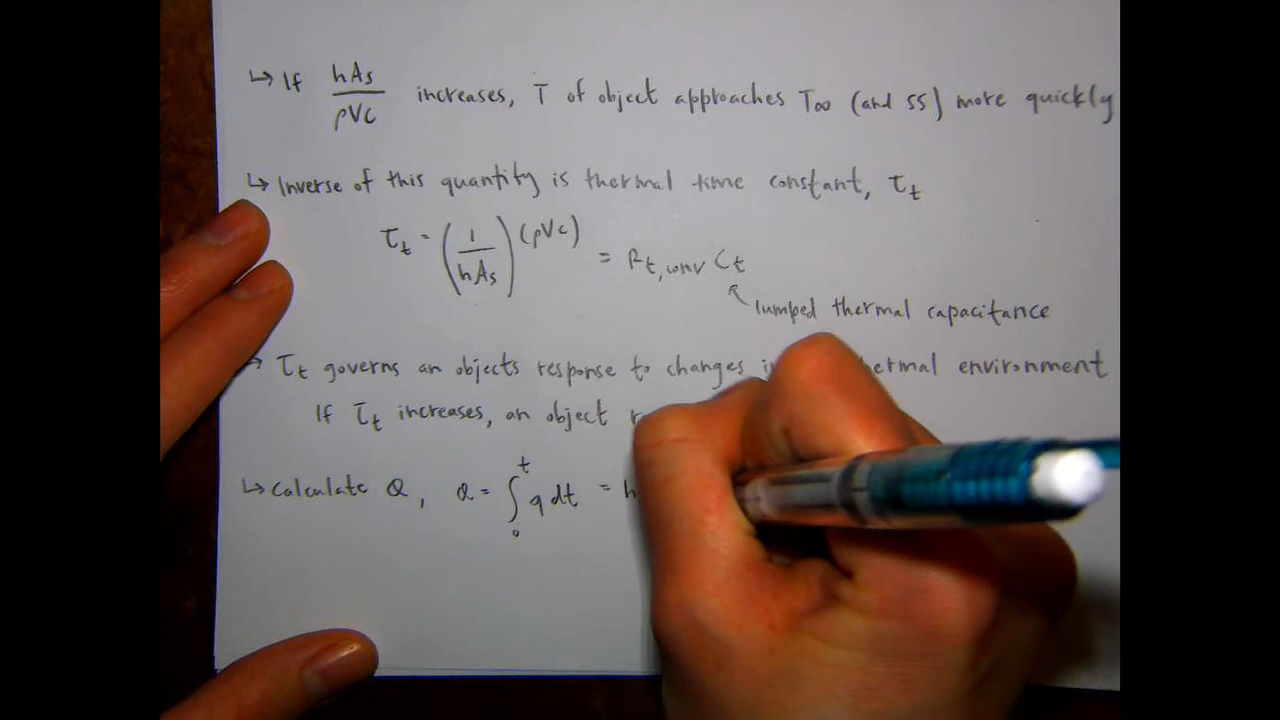 ↳ If hAs/ρVc increases, T of object approaches T∞ (and SS) more quickly
↳ Inverse of this quantity is thermal time constant, τt
τt = (1/hAs)(ρVc) = Rt,conv Ct
lumped thermal capacitance
τt governs an objects response to changes thermal environment
If τt increases, an object
↳ Calculate Q, Q = ∫₀ᵗ q dt = h